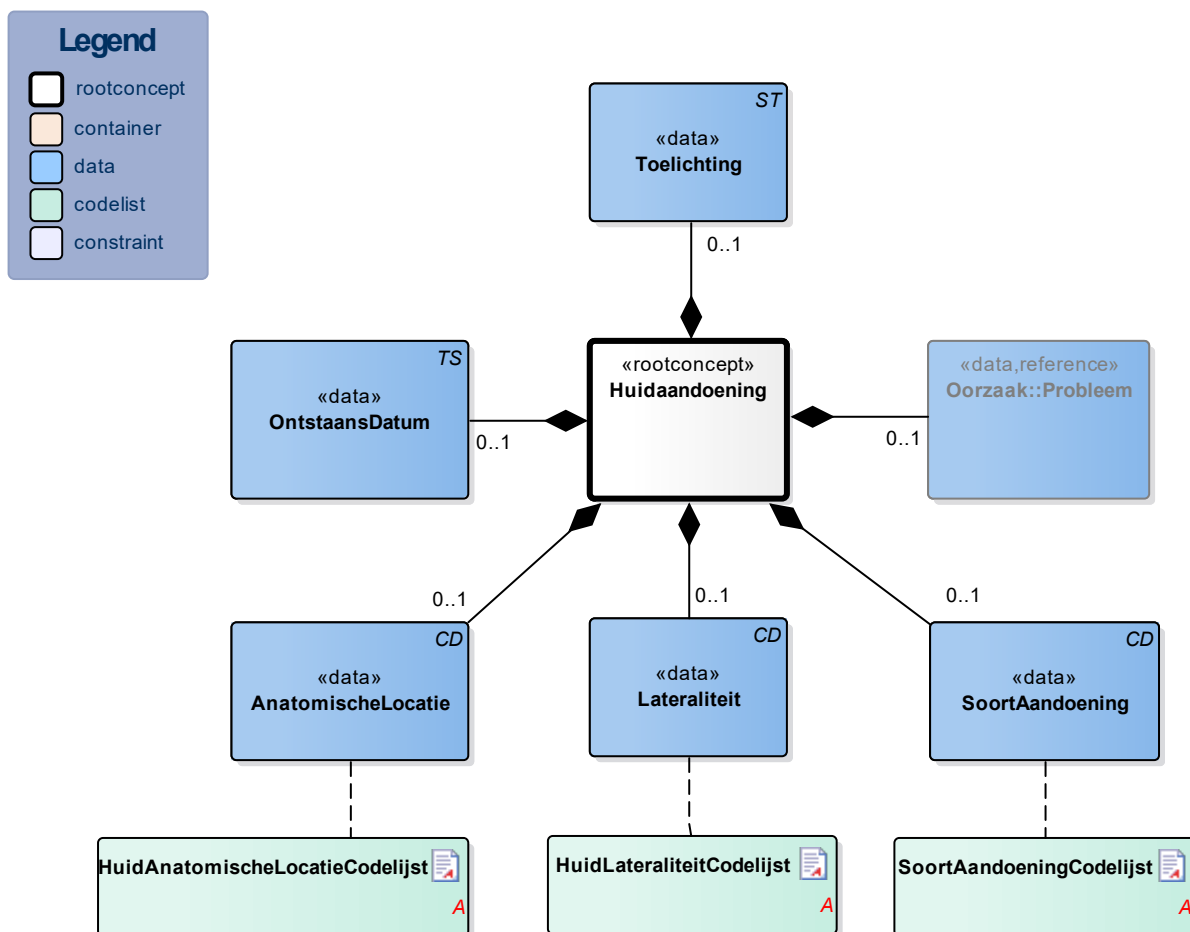 Legend
rootconcept
container
data
codelist
constraint
ST
«data»
Toelichting
0..1
TS
«data»
OntstaansDatum
0..1
«rootconcept»
Huidaandoening
«data,reference»
Oorzaak::Probleem
0..1
0..1
0..1
0..1
CD
«data»
AnatomischeLocatie
CD
«data»
Lateraliteit
CD
«data»
SoortAandoening
HuidAnatomischeLocatieCodelijst
A
HuidLateraliteitCodelijst
A
SoortAandoeningCodelijst
A